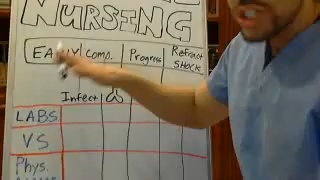 NURSING
EARLY Comp. Progress Refract
SHOCK
Infect
LABS
VS
Phys.